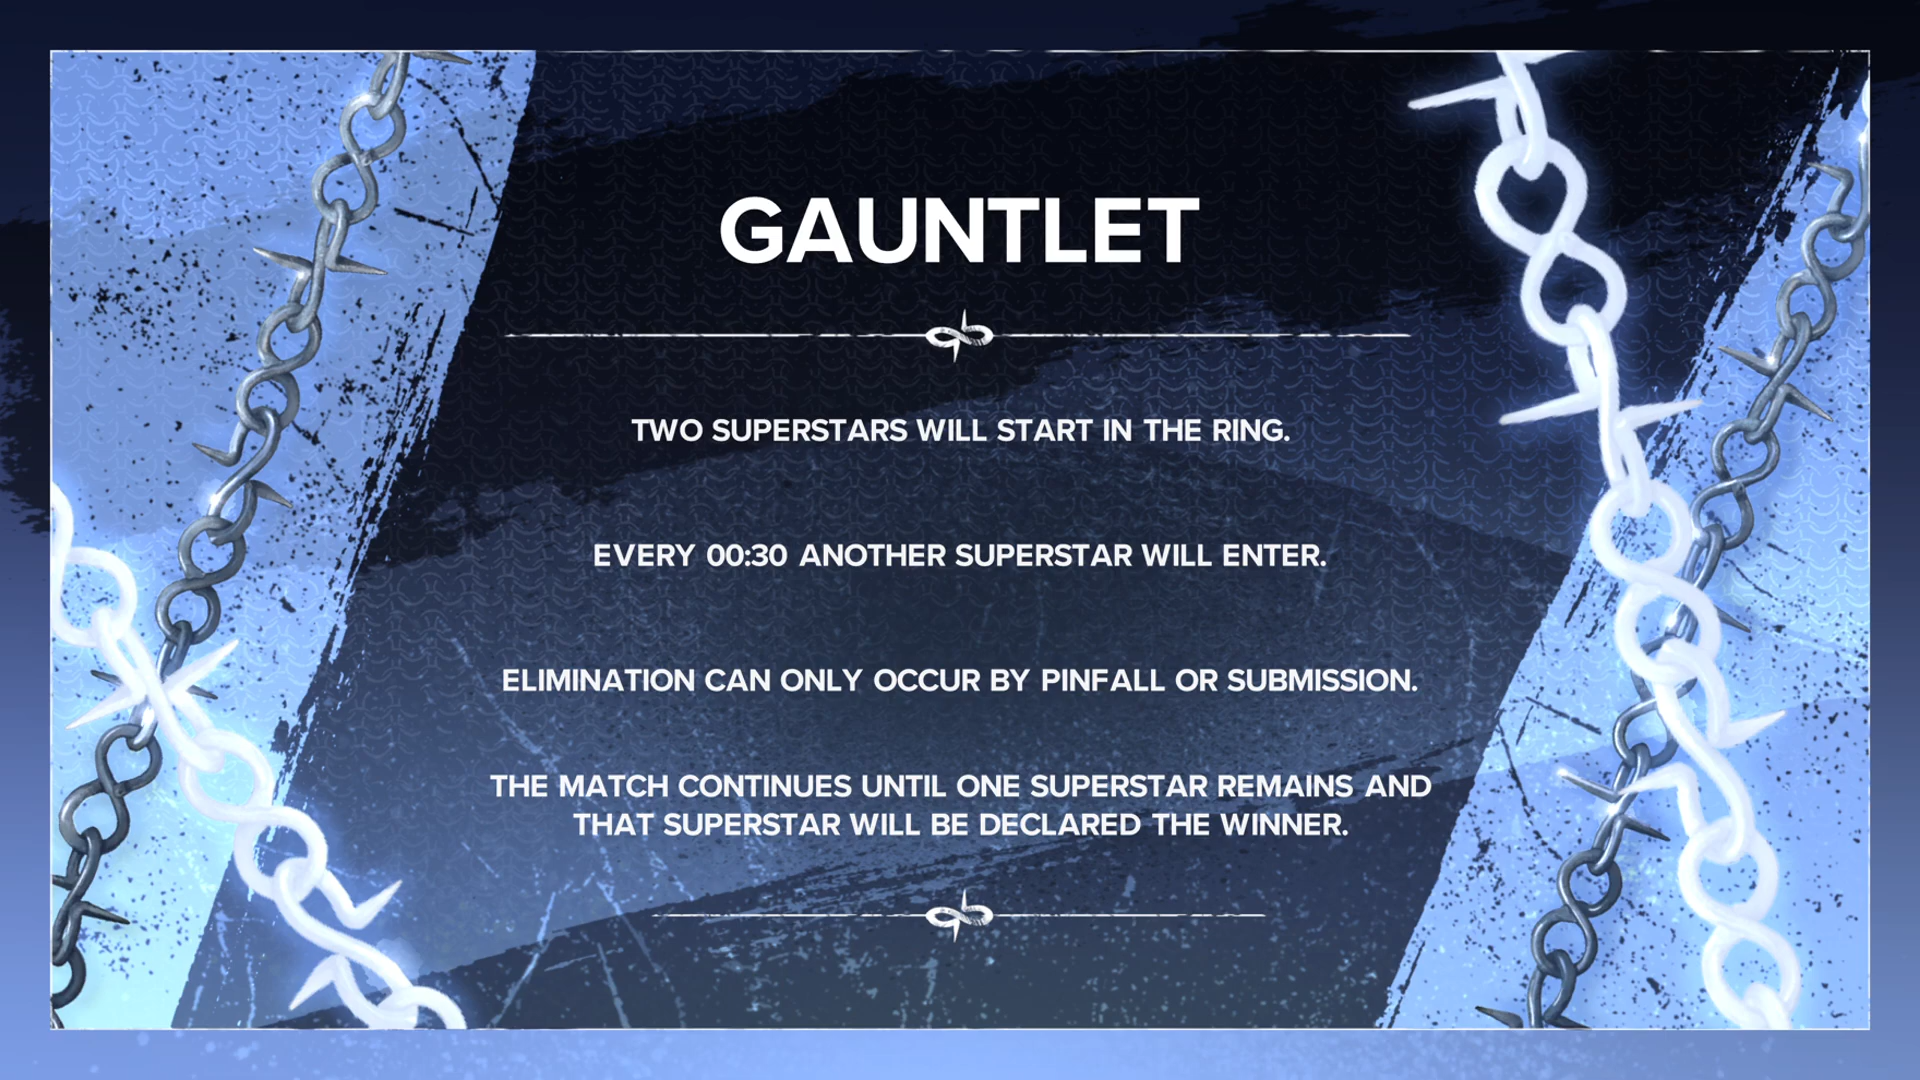 GAUNTLET
TWO SUPERSTARS WILL START IN THE RING.
EVERY 00:30 ANOTHER SUPERSTAR WILL ENTER.
ELIMINATION CAN ONLY OCCUR BY PINFALL OR SUBMISSION.
THE MATCH CONTINUES UNTIL ONE SUPERSTAR REMAINS AND
THAT SUPERSTAR WILL BE DECLARED THE WINNER.